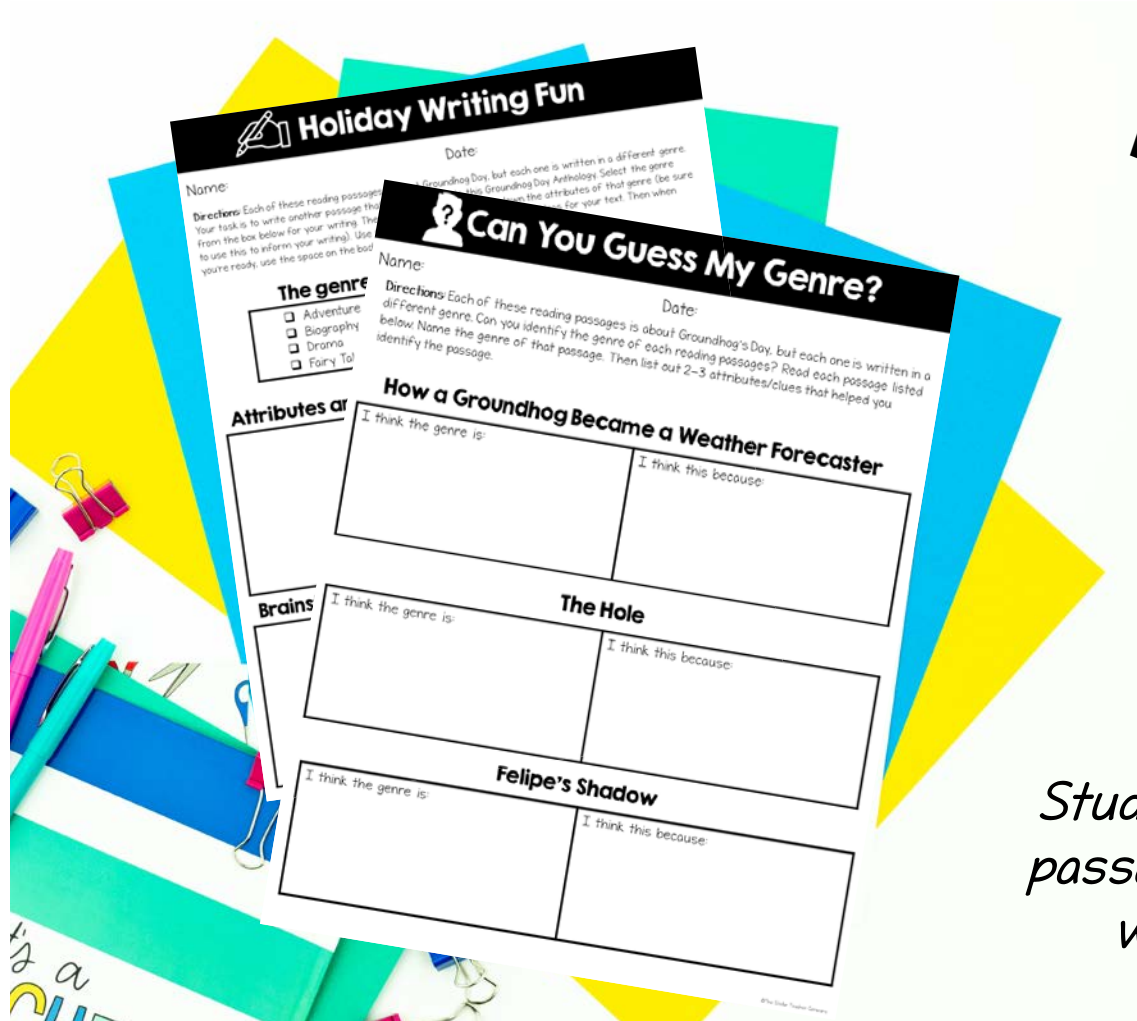 Holiday Writing Fun
Name:
Date:
Directions: Each of these reading passages Groundhog Day, but each one is written in a different genre.
Your task is to write another passage tha this Groundhog Day Anthology. Select the genre
from the box below for your writing. The the attributes of that genre (be sure
to use this to inform your writing). Use for your text. Then when
you're ready, use the space on the bac
The genre
Adventure
Biography
Drama
Fairy Tal
Attributes ar
Brains
Can You Guess My Genre?
Name:
Date:
Directions: Each of these reading passages is about Groundhog's Day, but each one is written in a
different genre. Can you identify the genre of each reading passages? Read each passage listed
below. Name the genre of that passage. Then list out 2-3 attributes/clues that helped you
identify the passage.
How a Groundhog Became a Weather Forecaster
I think the genre is:
I think this because:
The Hole
I think the genre is:
I think this because:
Felipe's Shadow
I think the genre is:
I think this because:
Stud
passa
w
's a